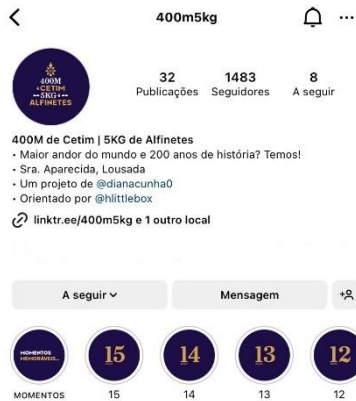 400m5kg
400M
CETIM
5KG
ALFINETES
32
Publicações
1483
Seguidores
8
A seguir
400M de Cetim | 5KG de Alfinetes
• Maior andor do mundo e 200 anos de história? Temos!
• Sra. Aparecida, Lousada
• Um projeto de @dianacunha0
• Orientado por @hlittlebox
linktr.ee/400m5kg e 1 outro local
A seguir
Mensagem
MOMENTOS
MEMORÁVEIS...
15
14
13
12
MOMENTOS
15
14
13
12